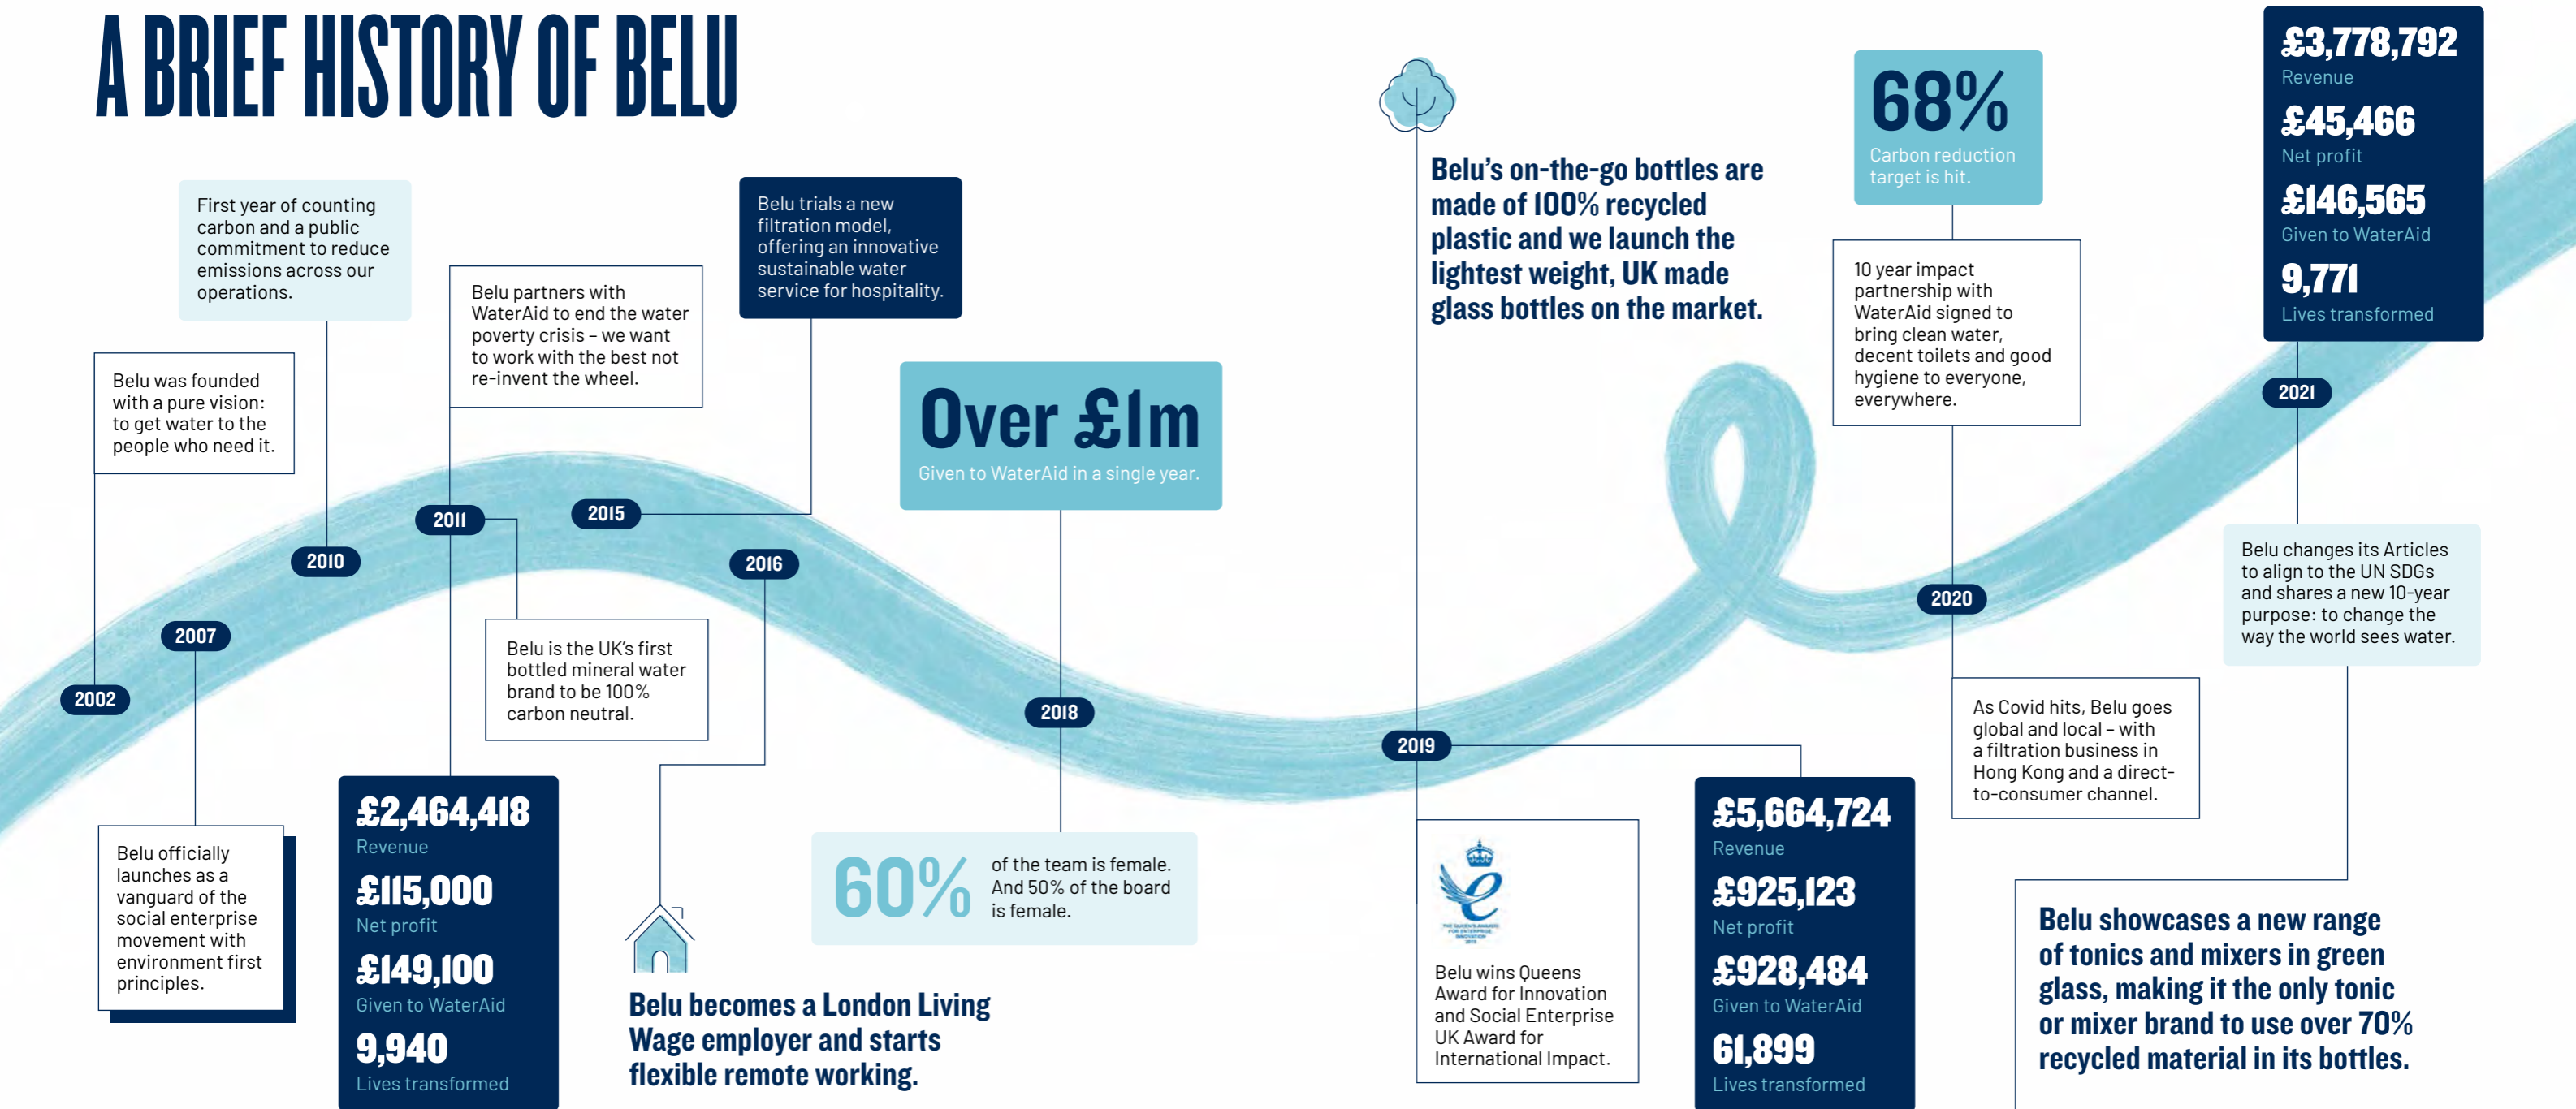 A BRIEF HISTORY OF BELU
Belu was founded
with a pure vision:
to get water to the
people who need it.
2002
2007
Belu officially
launches as a
vanguard of the
social enterprise
movement with
environment first
principles.
First year of counting
carbon and a public
commitment to reduce
emissions across our
operations.
2010
Belu partners with
WaterAid to end the water
poverty crisis – we want
to work with the best not
re-invent the wheel.
2011
Belu is the UK's first
bottled mineral water
brand to be 100%
carbon neutral.
£2,464,418
Revenue
£115,000
Net profit
£149,100
Given to WaterAid
9,940
Lives transformed
Belu trials a new
filtration model,
offering an innovative
sustainable water
service for hospitality.
2015
2016
Belu becomes a London Living
Wage employer and starts
flexible remote working.
Over £1m
Given to WaterAid in a single year.
2018
60%
of the team is female.
And 50% of the board
is female.
Belu's on-the-go bottles are
made of 100% recycled
plastic and we launch the
lightest weight, UK made
glass bottles on the market.
2019
THE QUEEN'S AWARDS
FOR ENTERPRISE:
INNOVATION
Belu wins Queens
Award for Innovation
and Social Enterprise
UK Award for
International Impact.
£5,664,724
Revenue
£925,123
Net profit
£928,484
Given to WaterAid
61,899
Lives transformed
68%
Carbon reduction
target is hit.
10 year impact
partnership with
WaterAid signed to
bring clean water,
decent toilets and good
hygiene to everyone,
everywhere.
2020
As Covid hits, Belu goes
global and local – with
a filtration business in
Hong Kong and a direct-
to-consumer channel.
£3,778,792
Revenue
£45,466
Net profit
£146,565
Given to WaterAid
9,771
Lives transformed
2021
Belu changes its Articles
to align to the UN SDGs
and shares a new 10-year
purpose: to change the
way the world sees water.
Belu showcases a new range
of tonics and mixers in green
glass, making it the only tonic
or mixer brand to use over 70%
recycled material in its bottles.